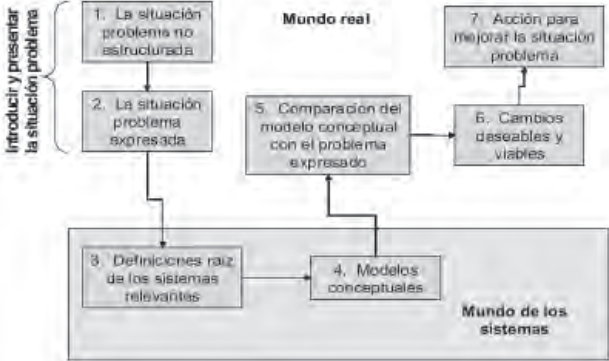 Introducir y presentar
la situación problema
1. La situación
problema no
estructurada
2. La situación
problema
expresada
Mundo real
7. Acción para
mejorar la situación
problema
5. Comparación del
modelo conceptual
con el problema
expresado
6. Cambios
deseables y
viables
3. Definiciones raíz
de los sistemas
relevantes
4. Modelos
conceptuales
Mundo de los
sistemas